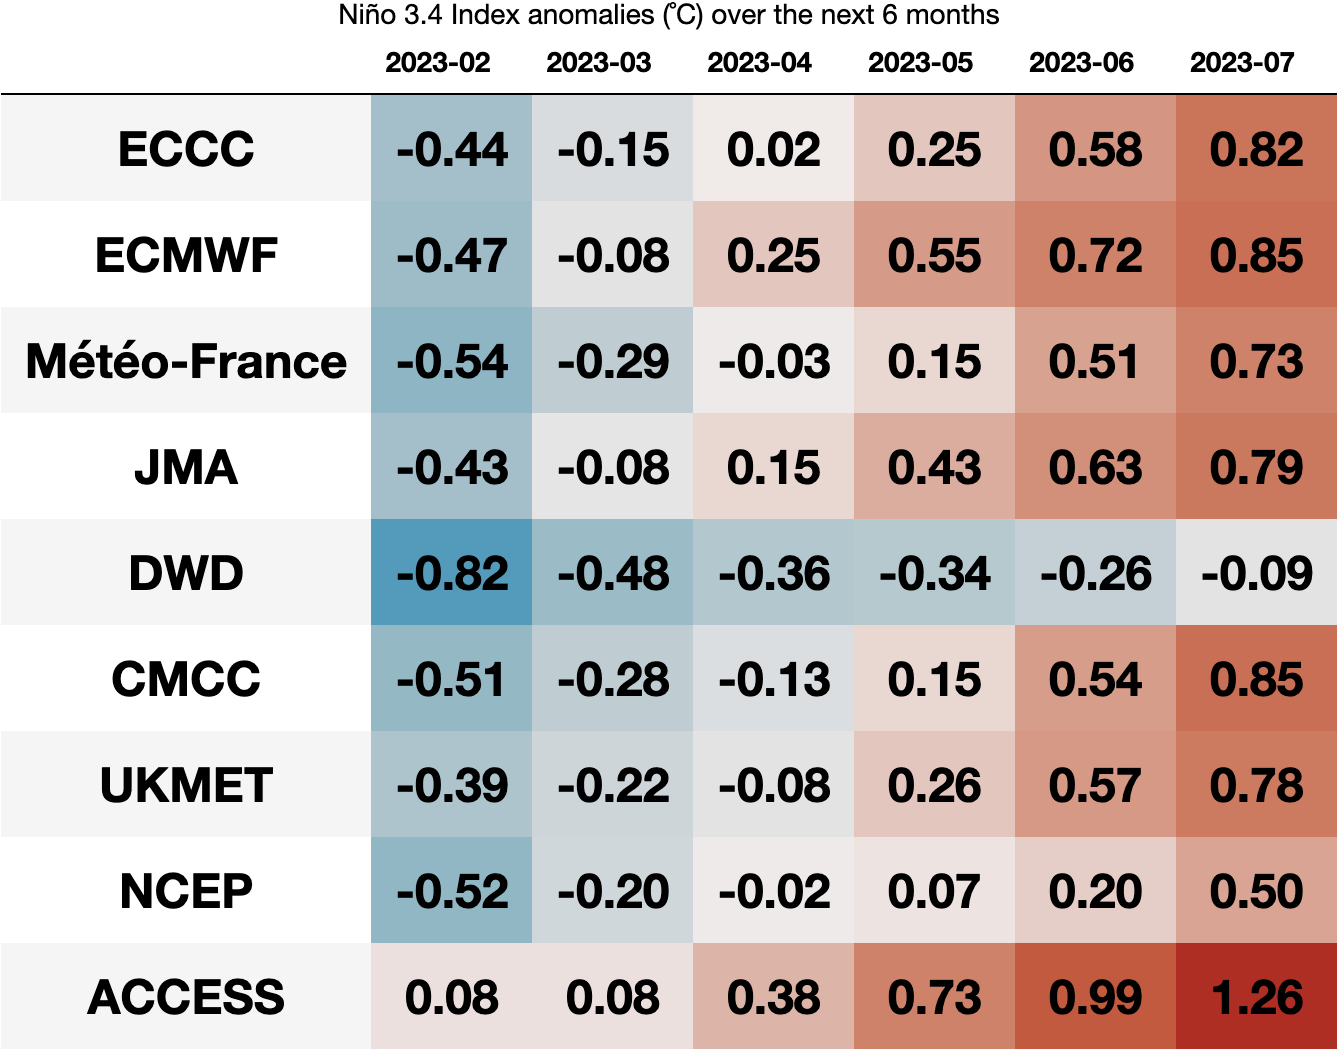 Niño 3.4 Index anomalies (℃) over the next 6 months
2023-02 2023-03 2023-04 2023-05 2023-06 2023-07
ECCC -0.44 -0.15 0.02 0.25 0.58 0.82
ECMWF -0.47 -0.08 0.25 0.55 0.72 0.85
Météo-France -0.54 -0.29 -0.03 0.15 0.51 0.73
JMA -0.43 -0.08 0.15 0.43 0.63 0.79
DWD -0.82 -0.48 -0.36 -0.34 -0.26 -0.09
CMCC -0.51 -0.28 -0.13 0.15 0.54 0.85
UKMET -0.39 -0.22 -0.08 0.26 0.57 0.78
NCEP -0.52 -0.20 -0.02 0.07 0.20 0.50
ACCESS 0.08 0.08 0.38 0.73 0.99 1.26